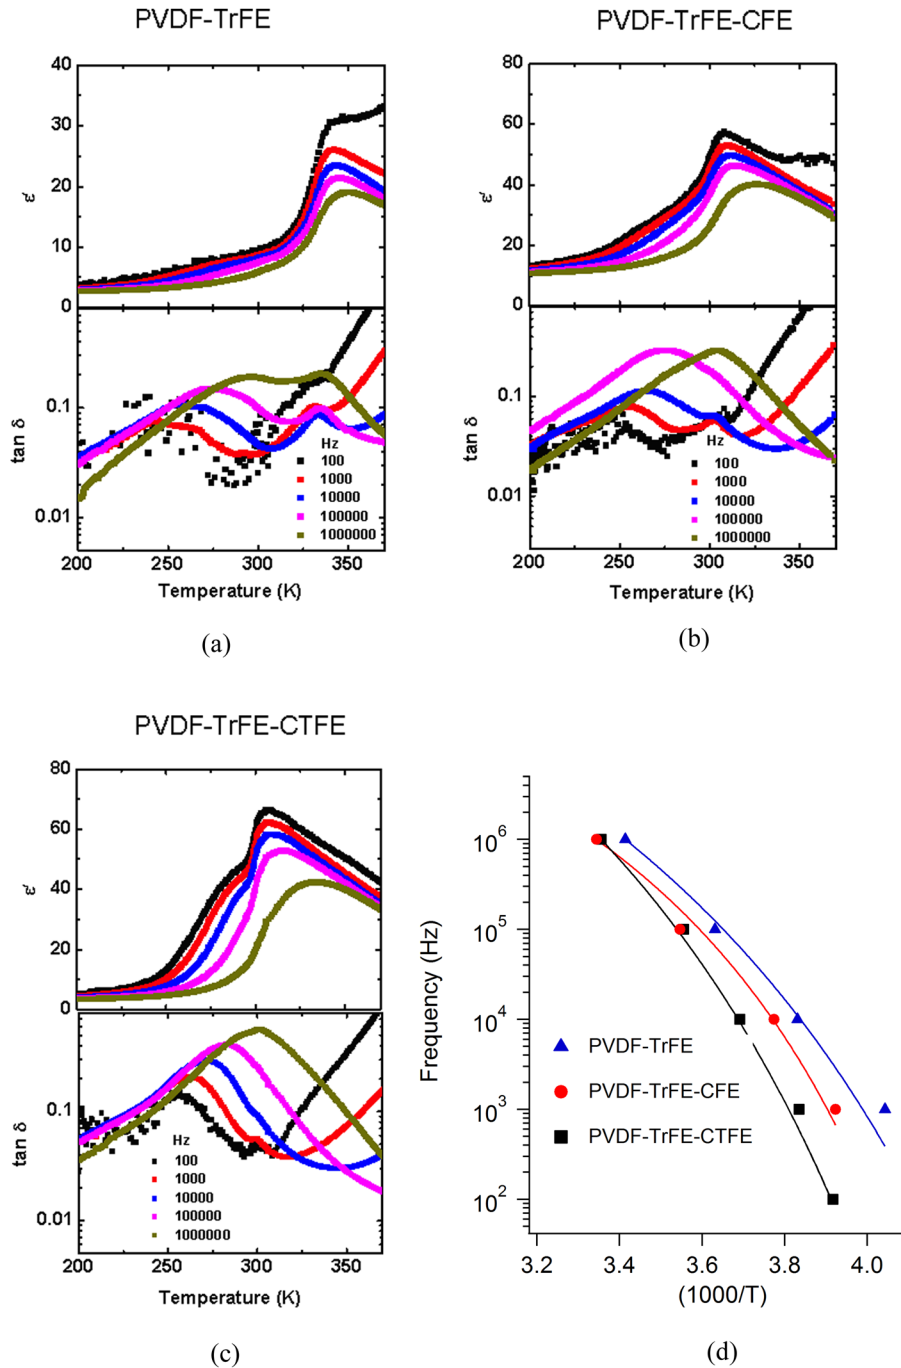 PVDF-TrFE
40
30
20
10
0
ε'
0.1
0.01
tan δ
Hz
100
1000
10000
100000
1000000
200
250
300
350
Temperature (K)
(a)
PVDF-TrFE-CFE
80
60
40
20
0
ε'
0.1
0.01
tan δ
Hz
100
1000
10000
100000
1000000
200
250
300
350
Temperature (K)
(b)
PVDF-TrFE-CTFE
80
60
40
20
0
ε'
0.1
0.01
tan δ
Hz
100
1000
10000
100000
1000000
200
250
300
350
Temperature (K)
(c)
10⁶
10⁵
10⁴
10³
10²
Frequency (Hz)
PVDF-TrFE
PVDF-TrFE-CFE
PVDF-TrFE-CTFE
3.2
3.4
3.6
3.8
4.0
(1000/T)
(d)